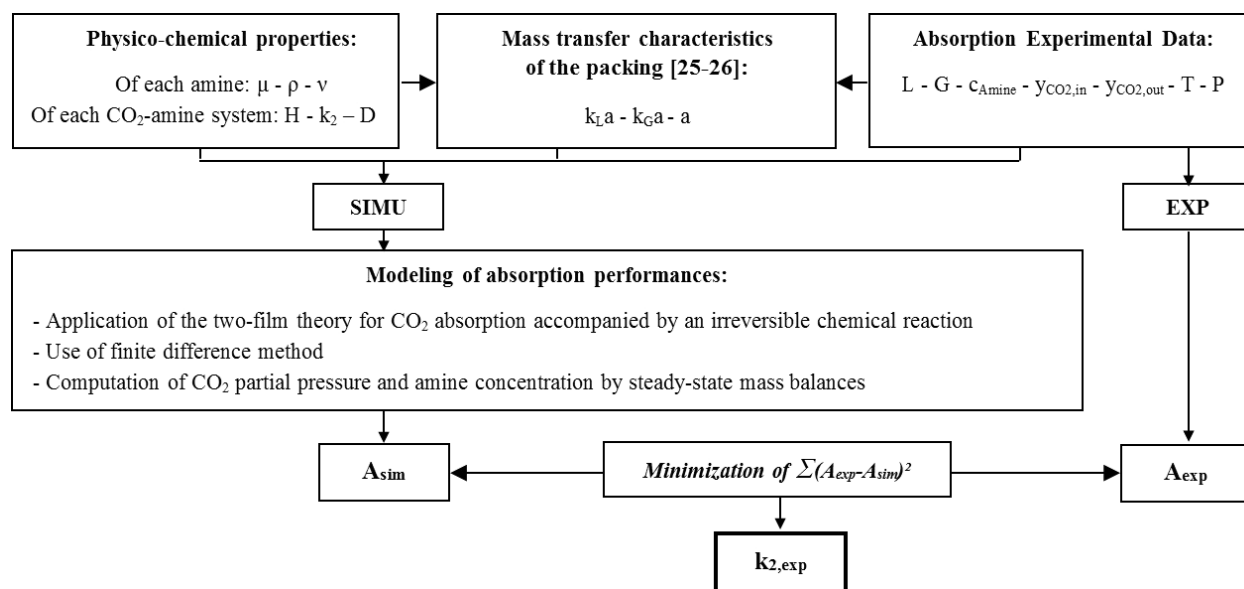 Physico-chemical properties:
Of each amine: μ - ρ - ν
Of each CO₂-amine system: H - k₂ – D
Mass transfer characteristics
of the packing [25-26]:
kLa - kGa - a
Absorption Experimental Data:
L - G - cAmine - yCO2,in - yCO2,out - T - P
SIMU
EXP
Modeling of absorption performances:
- Application of the two-film theory for CO₂ absorption accompanied by an irreversible chemical reaction
- Use of finite difference method
- Computation of CO₂ partial pressure and amine concentration by steady-state mass balances
Asim
Minimization of Σ(Aexp-Asim)²
Aexp
k2,exp